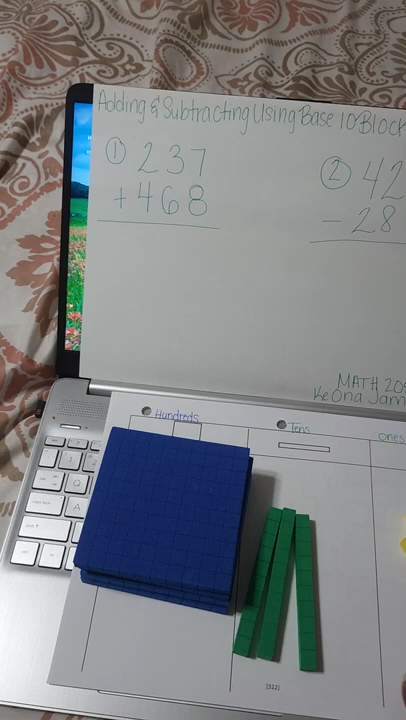 Adding & Subtracting Using Base 10 Block
① 237
+ 468
② 42
- 28
MATH 20
KeOna Jam
Hundreds
Tens
ones
(322)
Q
A